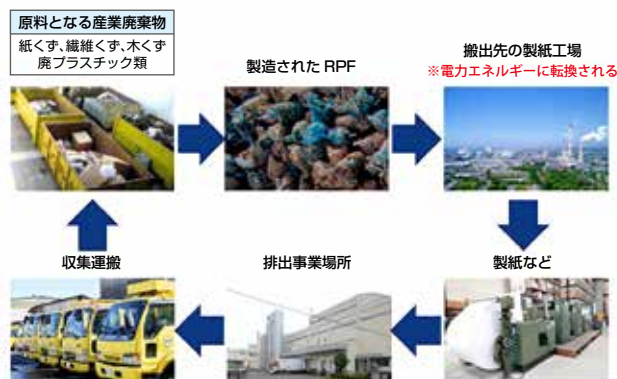 原料となる産業廃棄物
紙くず、繊維くず、木くず
廃プラスチック類
製造された RPF
搬出先の製紙工場
※電力エネルギーに転換される
収集運搬
排出事業場所
製紙など